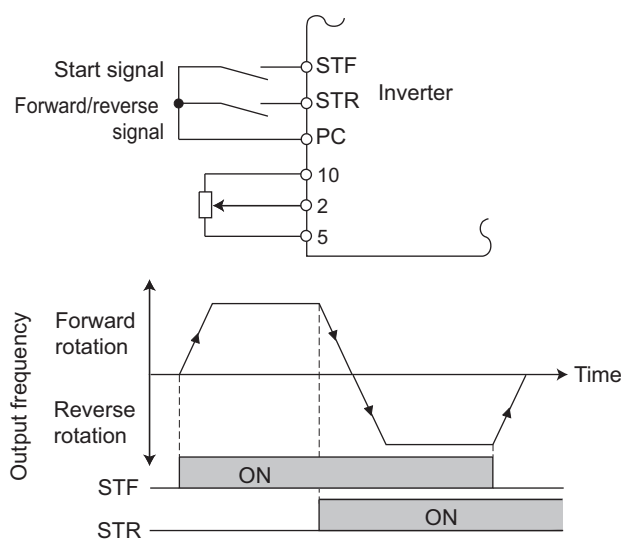 Start signal
STF
Forward/reverse
signal
STR
Inverter
PC
10
2
5
Output frequency
Forward
rotation
Time
Reverse
rotation
ON
STF
ON
STR